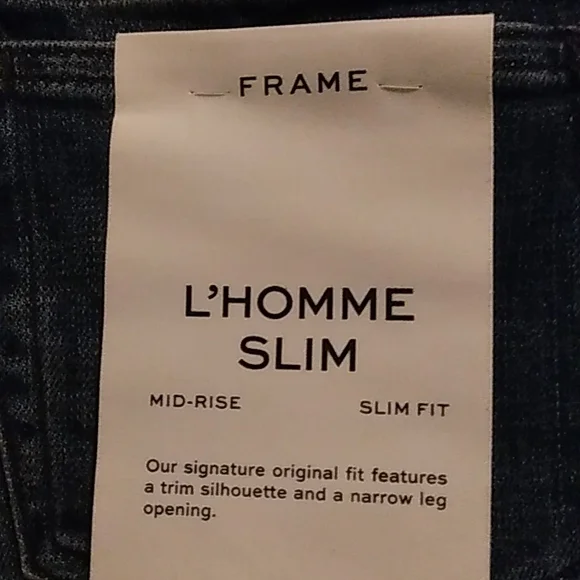 FRAME
L'HOMME
SLIM
MID-RISE SLIM FIT
Our signature original fit features
a trim silhouette and a narrow leg
opening.